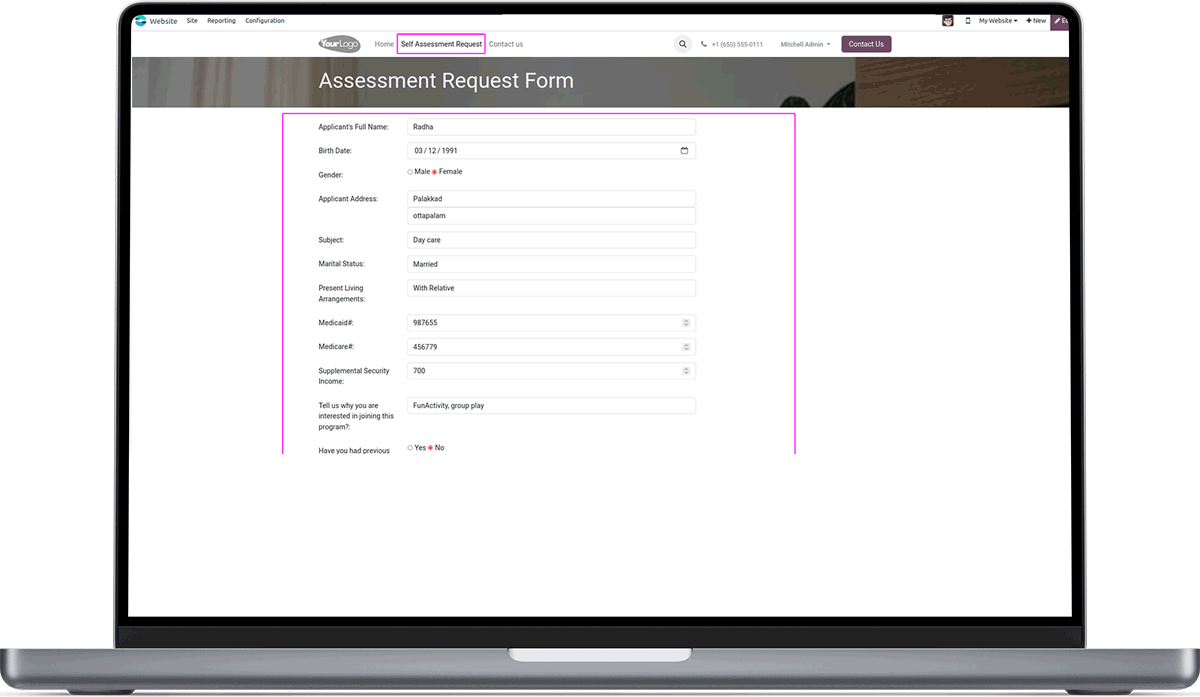 Website Site Reporting Configuration My Website New
YourLogo Home Self Assessment Request Contact us +1 (650) 555-0111 Mitchell Admin Contact Us
Assessment Request Form
Applicant's Full Name: Radha
Birth Date: 03 / 12 / 1991
Gender: Male Female
Applicant Address: Palakkad
ottapalam
Subject: Day care
Marital Status: Married
Present Living With Relative
Arrangements:
Medicaid#: 987655
Medicare#: 456779
Supplemental Security 700
Income:
Tell us why you are FunActivity, group play
interested in joining this
program?:
Have you had previous Yes No